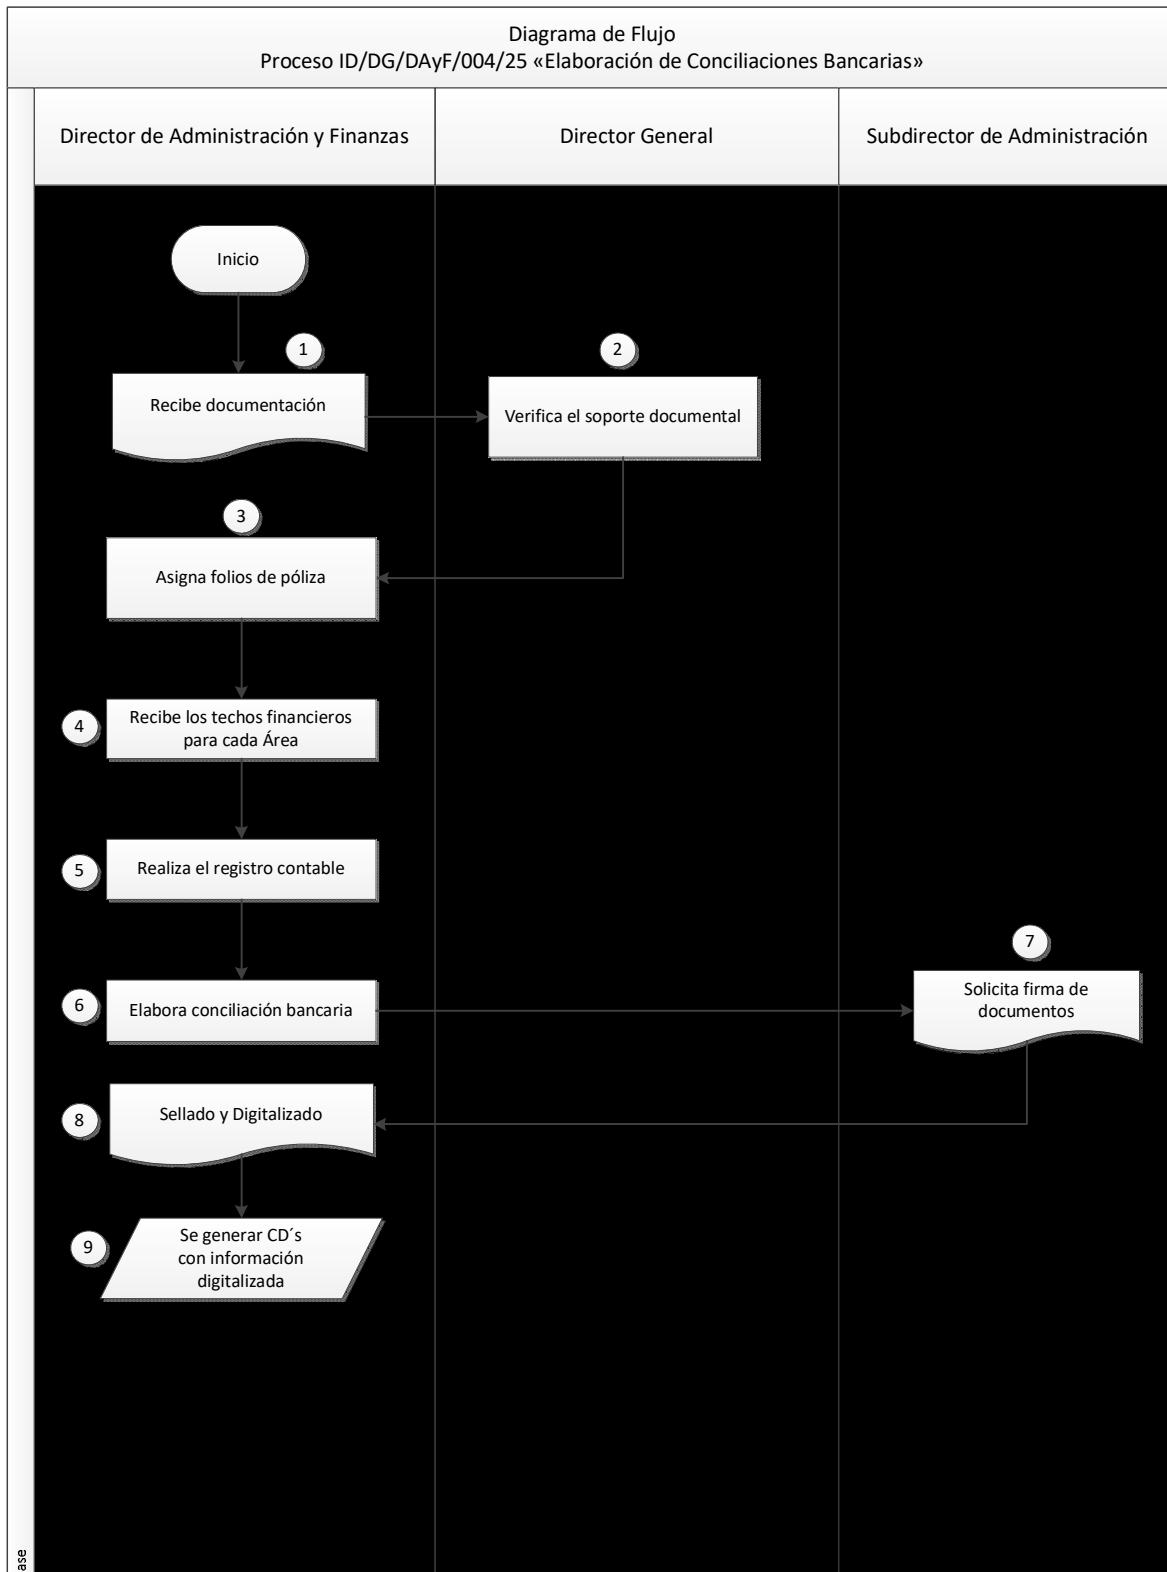 Diagrama de Flujo
Proceso ID/DG/DAyF/004/25 «Elaboración de Conciliaciones Bancarias»
Director de Administración y Finanzas
Director General
Subdirector de Administración
Inicio
1
Recibe documentación
2
Verifica el soporte documental
3
Asigna folios de póliza
4
Recibe los techos financieros
para cada Área
5
Realiza el registro contable
6
Elabora conciliación bancaria
7
Solicita firma de
documentos
8
Sellado y Digitalizado
9
Se generar CD´s
con información
digitalizada
ase